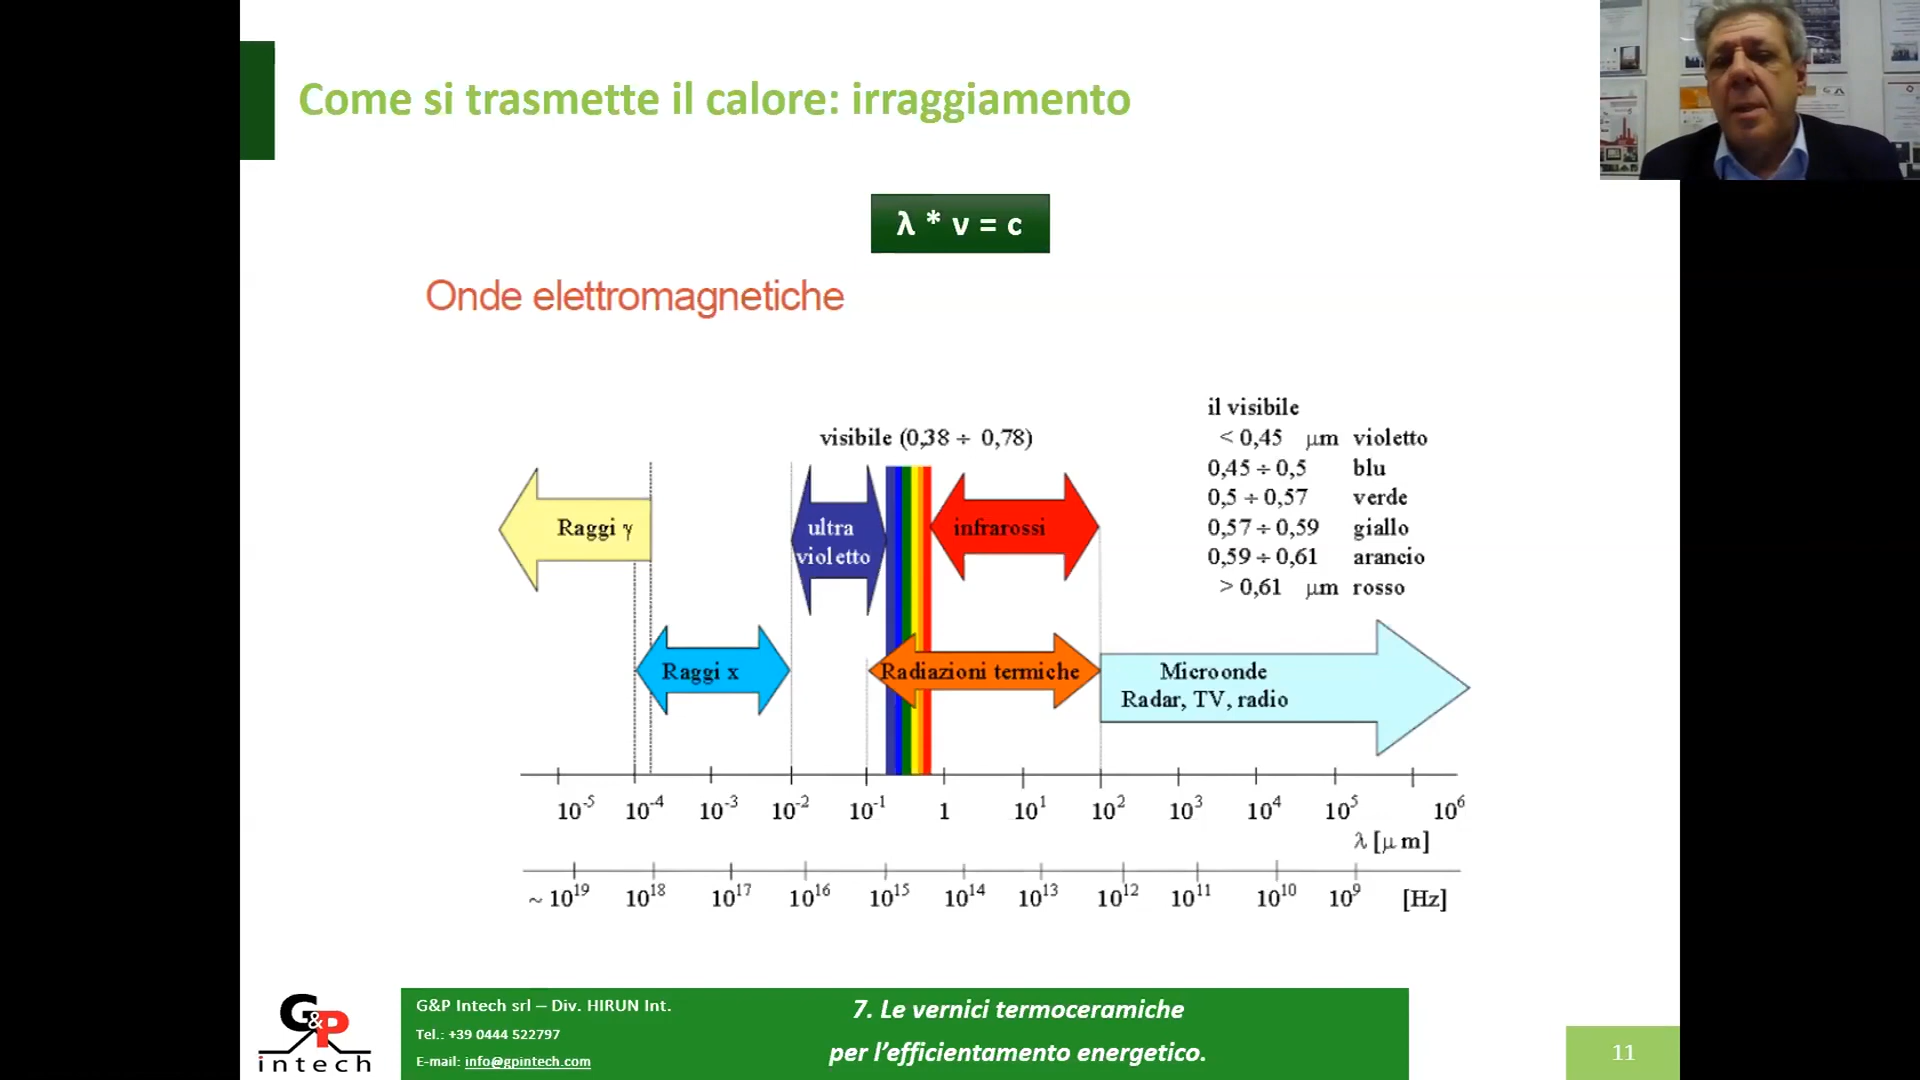 Come si trasmette il calore: irraggiamento
λ * ν = c
Onde elettromagnetiche
il visibile
visibile (0,38 ÷ 0,78)
< 0,45 μm violetto
0,45 ÷ 0,5 blu
0,5 ÷ 0,57 verde
0,57 ÷ 0,59 giallo
0,59 ÷ 0,61 arancio
> 0,61 μm rosso
Raggi γ
ultra
violetto
infrarossi
Raggi x
Radiazioni termiche
Microonde
Radar, TV, radio
10⁻⁵ 10⁻⁴ 10⁻³ 10⁻² 10⁻¹ 1 10¹ 10² 10³ 10⁴ 10⁵ 10⁶
λ [μ m]
~ 10¹⁹ 10¹⁸ 10¹⁷ 10¹⁶ 10¹⁵ 10¹⁴ 10¹³ 10¹² 10¹¹ 10¹⁰ 10⁹ [Hz]
G&P
intech
G&P Intech srl – Div. HIRUN Int.
Tel.: +39 0444 522797
E-mail: info@gpintech.com
7. Le vernici termoceramiche
per l’efficientamento energetico.
11